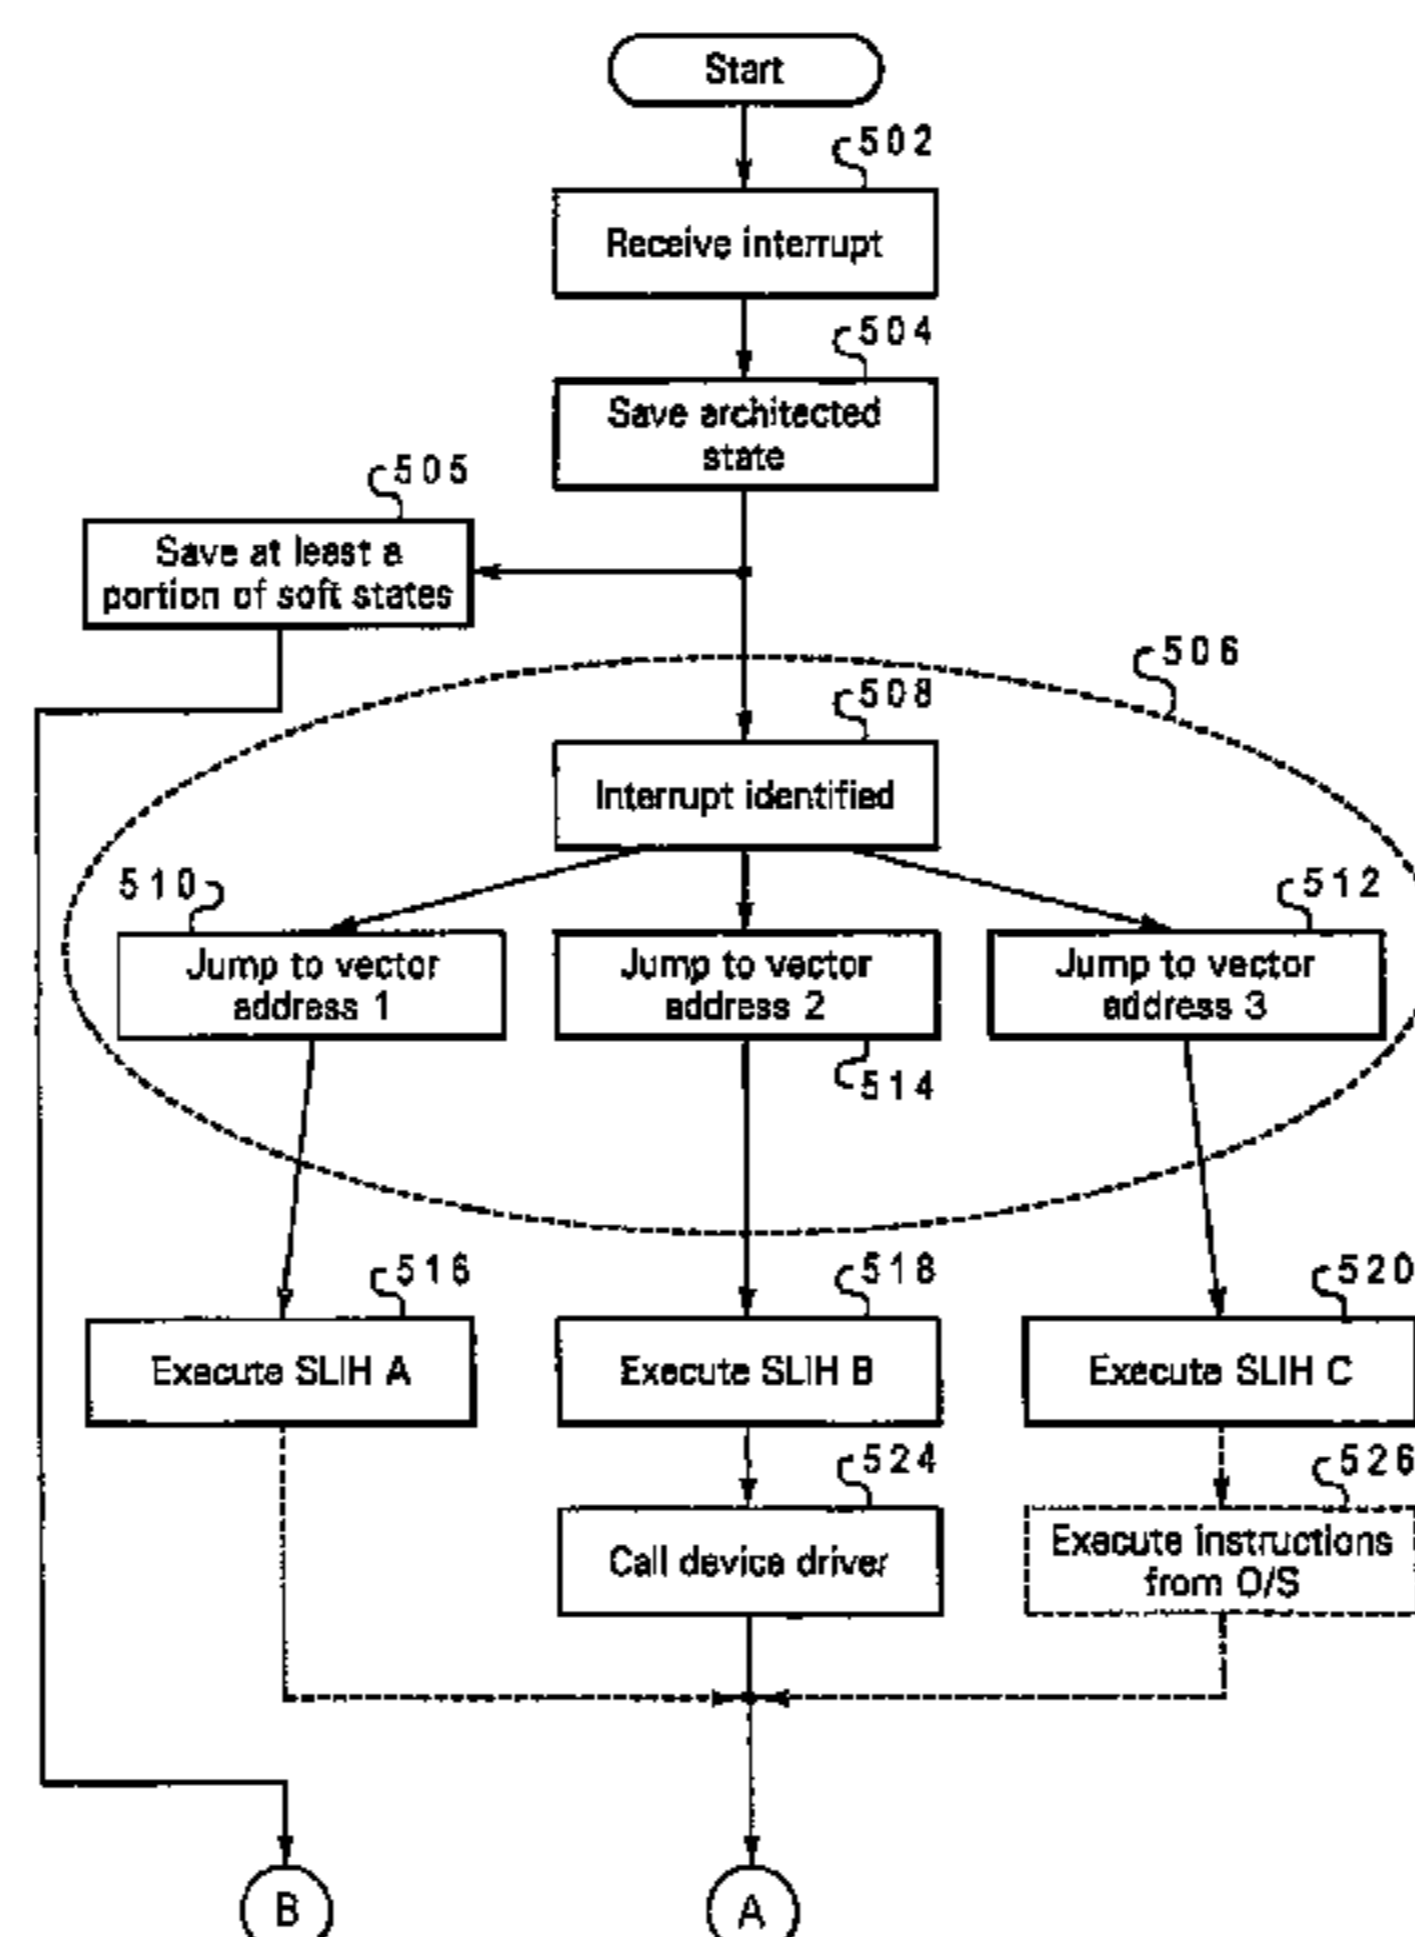 Start
502
Receive interrupt
504
Save architected
state
505
Save at least a
portion of soft states
506
508
Interrupt identified
510
512
Jump to vector
address 1
Jump to vector
address 2
Jump to vector
address 3
514
516
518
520
Execute SLIH A
Execute SLIH B
Execute SLIH C
524
526
Call device driver
Execute instructions
from O/S
B
A